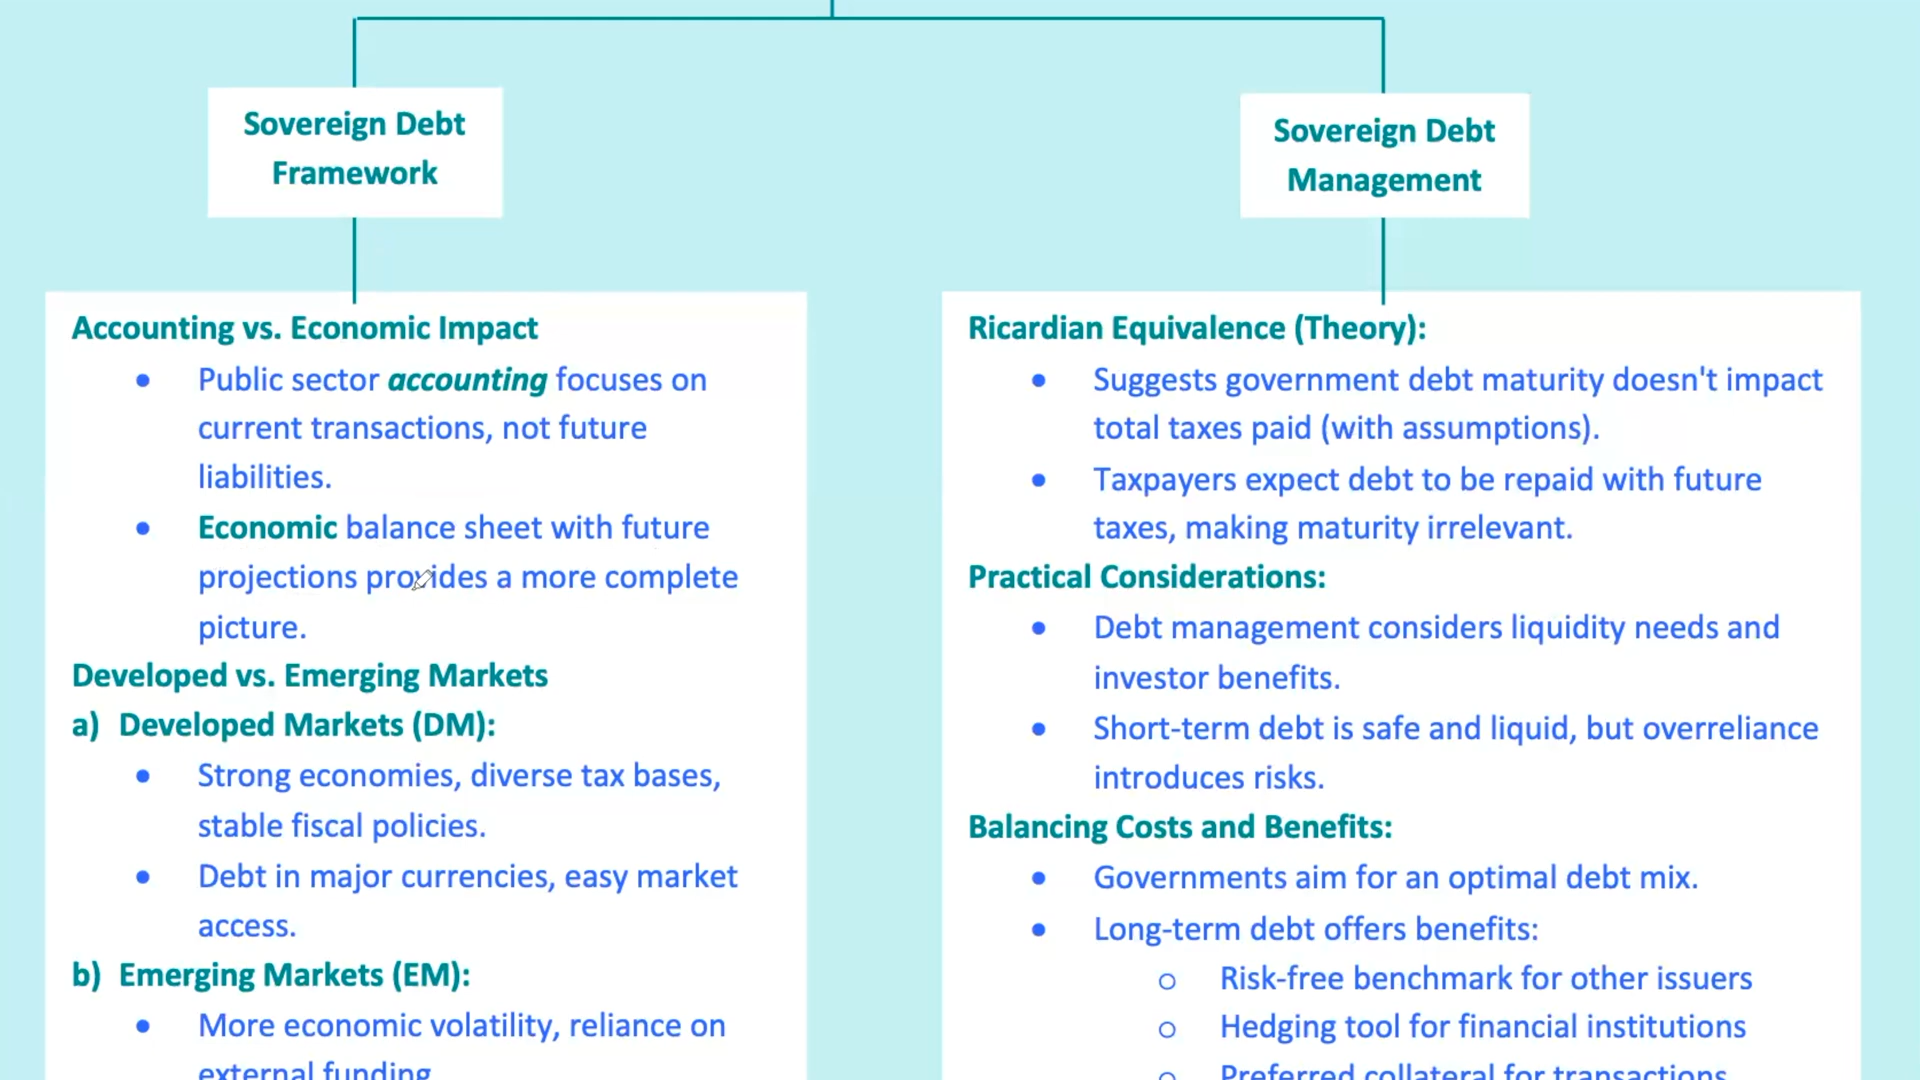 Sovereign Debt
Framework
Accounting vs. Economic Impact
• Public sector accounting focuses on
current transactions, not future
liabilities.
• Economic balance sheet with future
projections provides a more complete
picture.
Developed vs. Emerging Markets
a) Developed Markets (DM):
• Strong economies, diverse tax bases,
stable fiscal policies.
• Debt in major currencies, easy market
access.
b) Emerging Markets (EM):
• More economic volatility, reliance on
external funding
Sovereign Debt
Management
Ricardian Equivalence (Theory):
• Suggests government debt maturity doesn't impact
total taxes paid (with assumptions).
• Taxpayers expect debt to be repaid with future
taxes, making maturity irrelevant.
Practical Considerations:
• Debt management considers liquidity needs and
investor benefits.
• Short-term debt is safe and liquid, but overreliance
introduces risks.
Balancing Costs and Benefits:
• Governments aim for an optimal debt mix.
• Long-term debt offers benefits:
o Risk-free benchmark for other issuers
o Hedging tool for financial institutions
o Preferred collateral for transactions